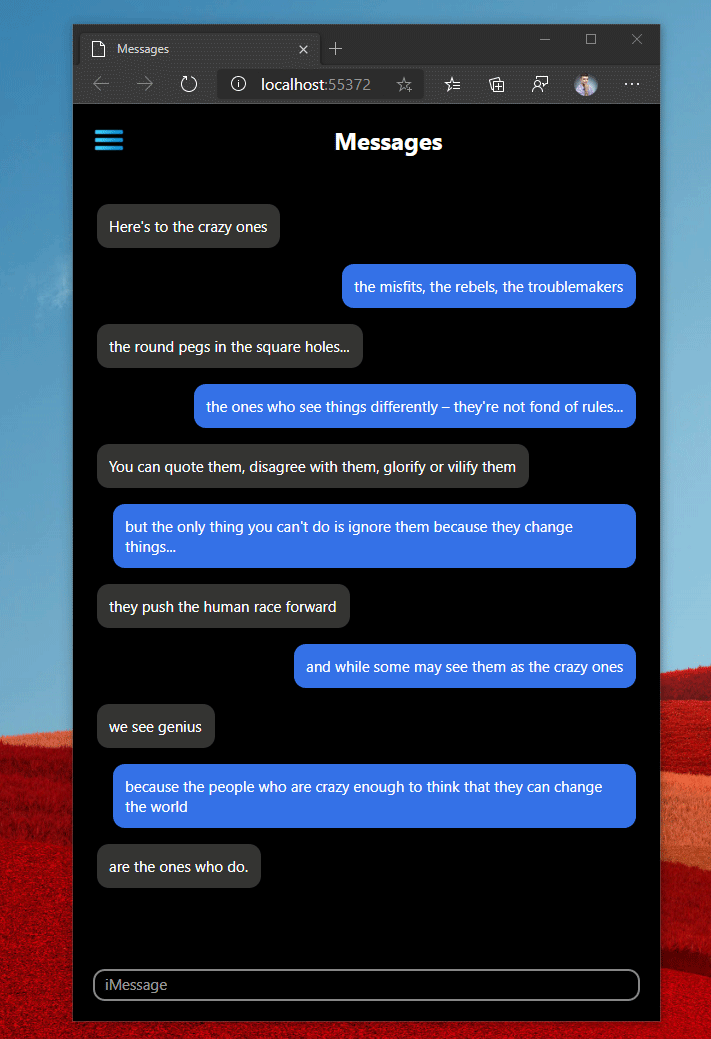 Messages
localhost:55372
Messages
Here's to the crazy ones
the misfits, the rebels, the troublemakers
the round pegs in the square holes...
the ones who see things differently – they're not fond of rules...
You can quote them, disagree with them, glorify or vilify them
but the only thing you can't do is ignore them because they change
things...
they push the human race forward
and while some may see them as the crazy ones
we see genius
because the people who are crazy enough to think that they can change
the world
are the ones who do.
iMessage